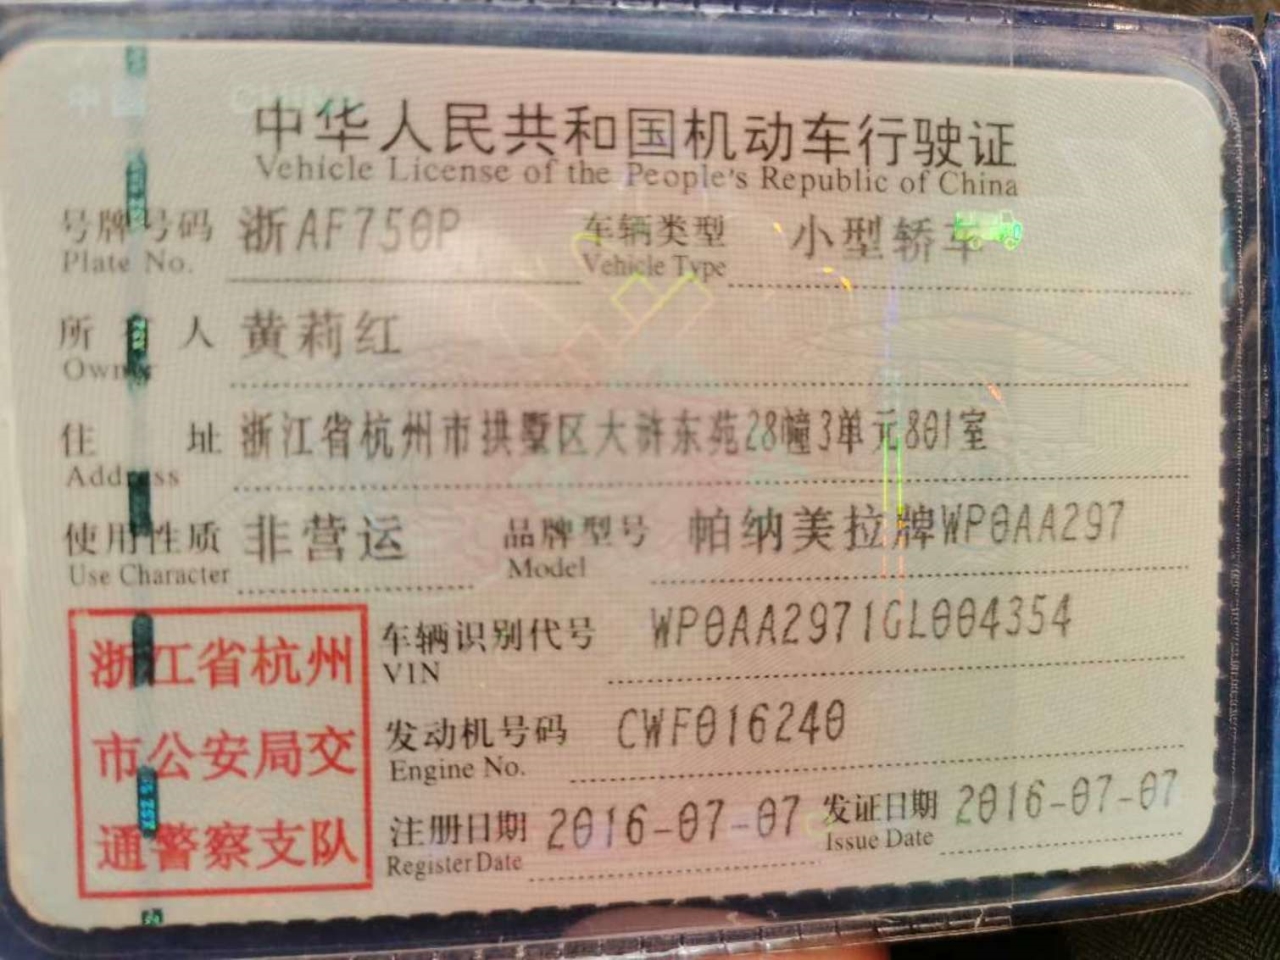 中华人民共和国机动车行驶证
Vehicle License of the People's Republic of China
号牌号码 浙AF750P 车辆类型 小型轿车
Plate No. Vehicle Type
所有人 黄莉红
Owner
住址 浙江省杭州市拱墅区大浒东苑28幢3单元801室
Address
使用性质 非营运 品牌型号 帕纳美拉牌WP0AA297
Use Character Model
浙江省杭州
市公安局交
通警察支队
车辆识别代号 WP0AA2971GL004354
VIN
发动机号码 CWF016240
Engine No.
注册日期 2016-07-07 发证日期 2016-07-07
Register Date Issue Date